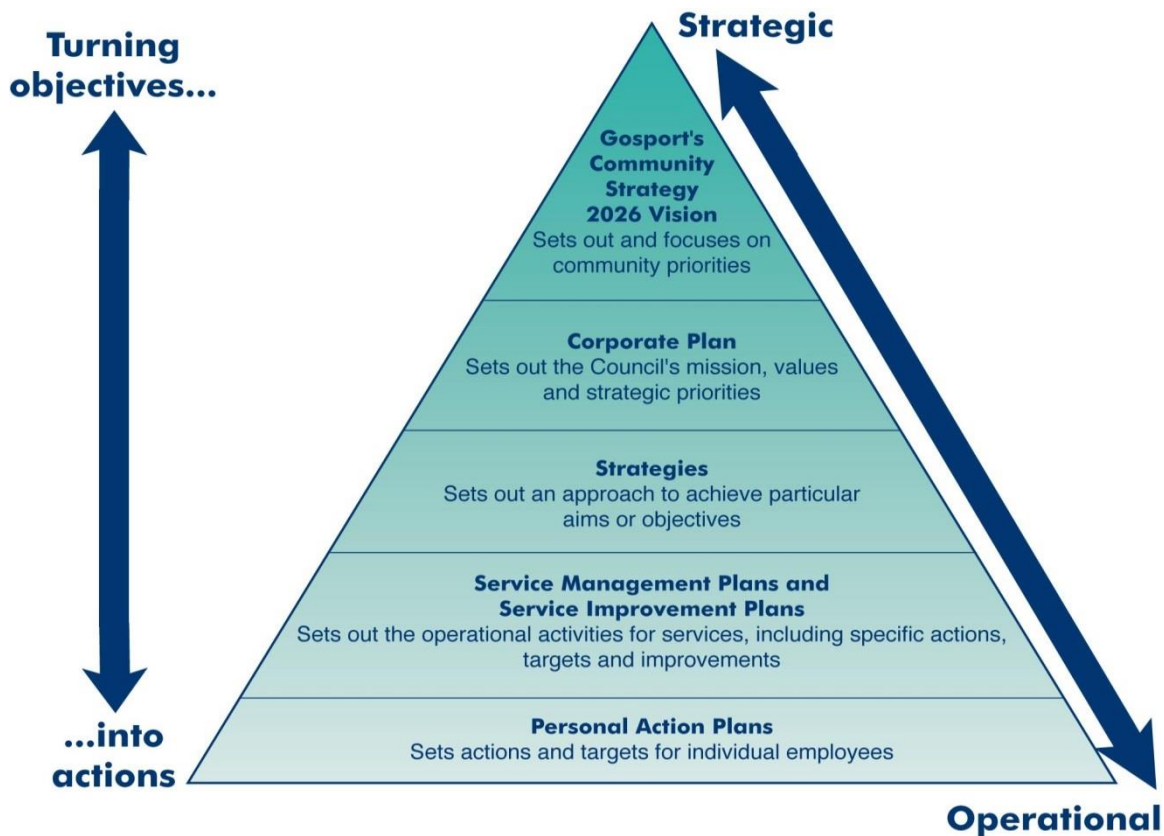 Turning
objectives...
...into
actions
Strategic
Gosport's
Community
Strategy
2026 Vision
Sets out and focuses on
community priorities
Corporate Plan
Sets out the Council's mission, values
and strategic priorities
Strategies
Sets out an approach to achieve particular
aims or objectives
Service Management Plans and
Service Improvement Plans
Sets out the operational activities for services, including specific actions,
targets and improvements
Personal Action Plans
Sets actions and targets for individual employees
Operational